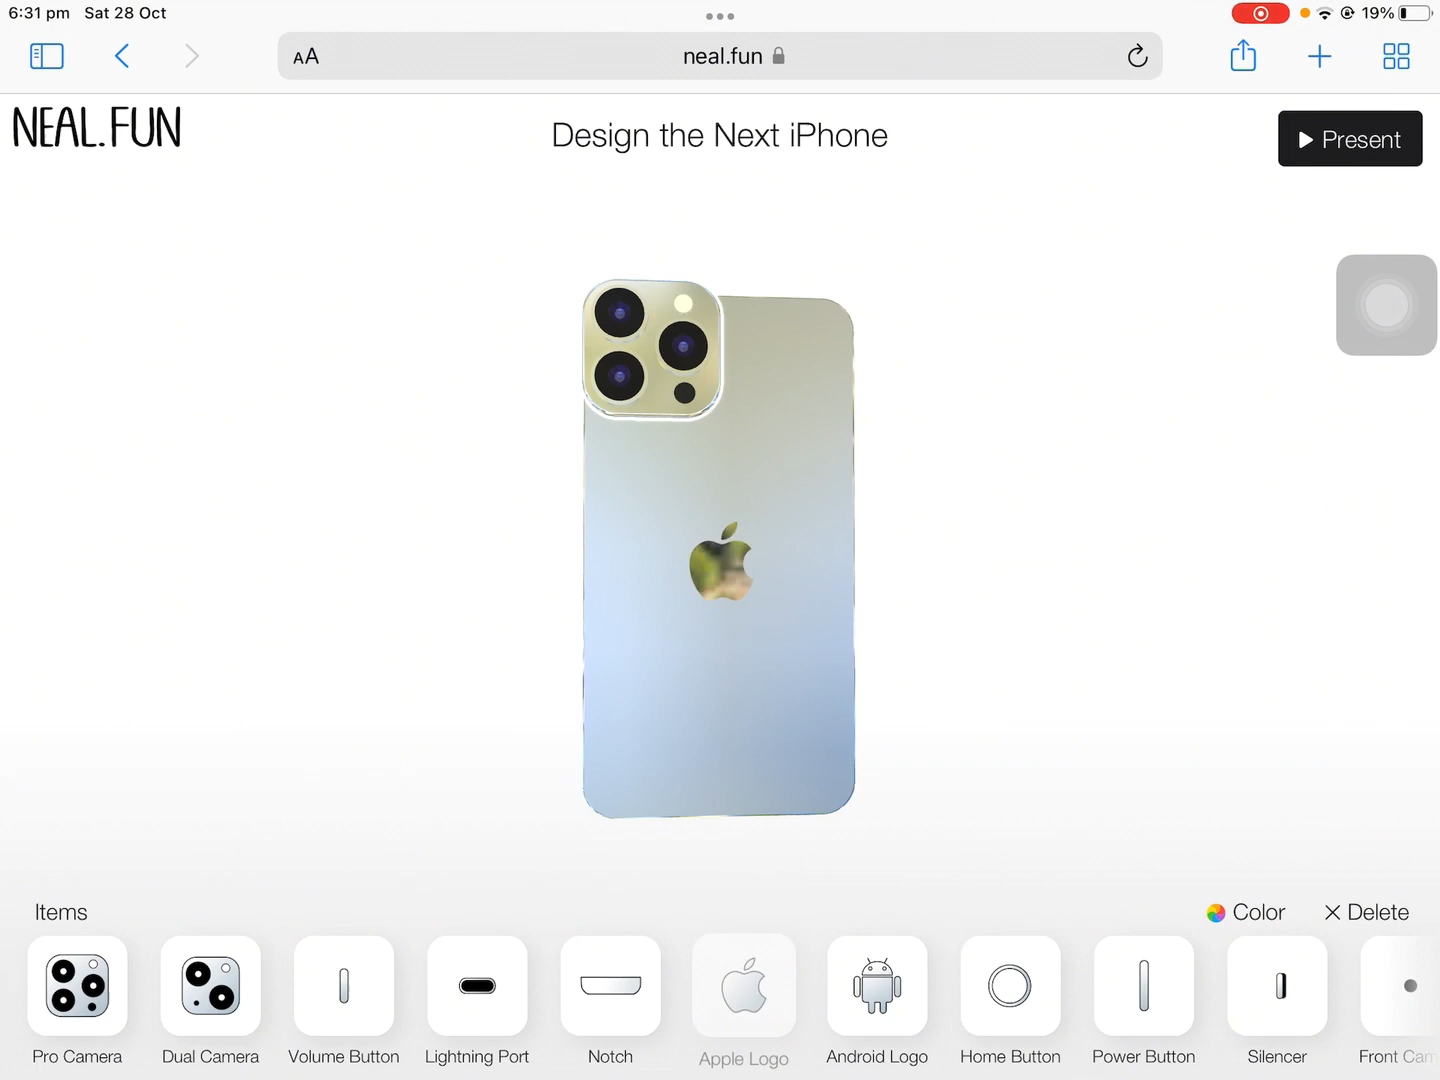 6:31 pm Sat 28 Oct
19%
AA
neal.fun
NEAL.FUN
Design the Next iPhone
Present
Items
Color
Delete
Pro Camera
Dual Camera
Volume Button
Lightning Port
Notch
Apple Logo
Android Logo
Home Button
Power Button
Silencer
Front Cam